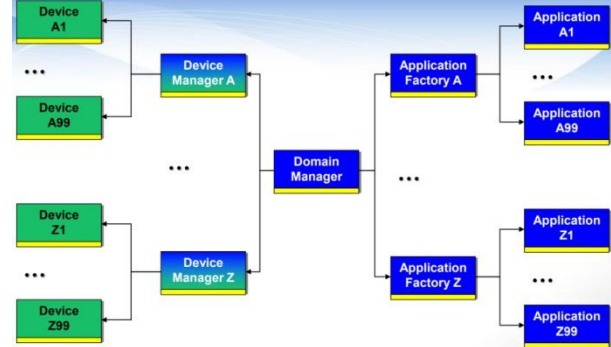 Device
A1
...
Device
A99
Device
Manager A
...
Device
Z1
...
Device
Z99
Device
Manager Z
Domain
Manager
Application
Factory A
...
Application
Factory Z
Application
A1
...
Application
A99
Application
Z1
...
Application
Z99